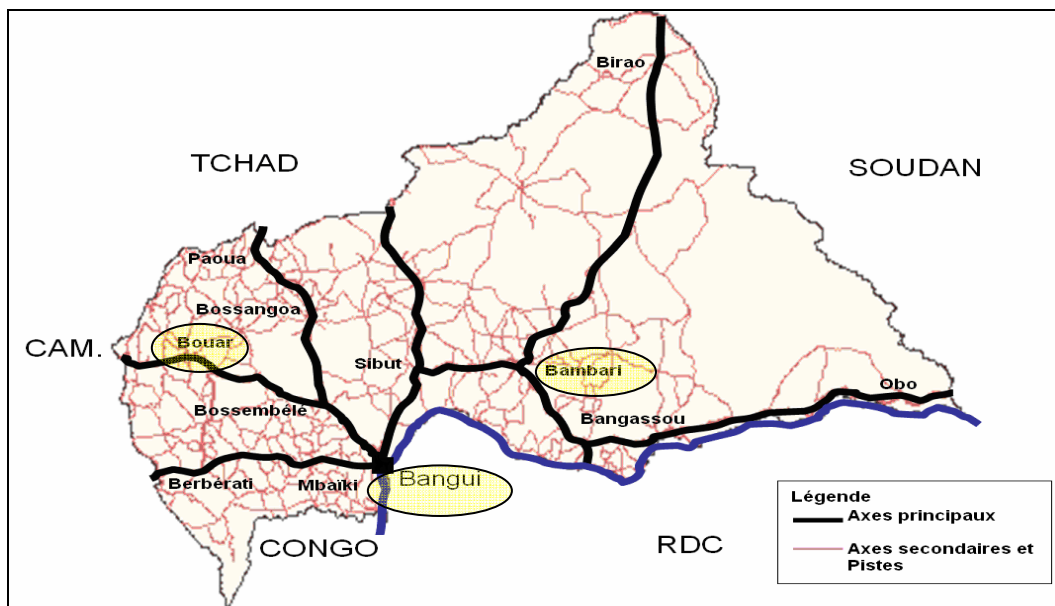 Birao
TCHAD
SOUDAN
Paoua
Bossangoa
CAM.
Bouar
Sibut
Bambari
Obo
Bossembélé
Bangassou
Berbérati
Mbaïki
Bangui
CONGO
RDC
Légende
Axes principaux
Axes secondaires et
Pistes